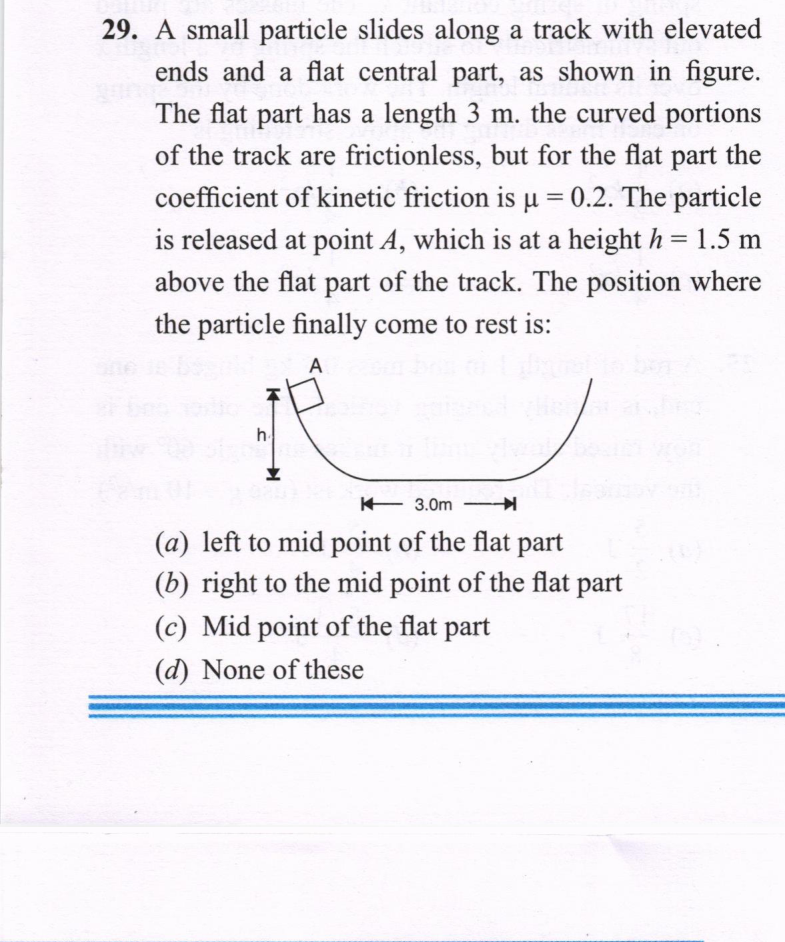 29. A small particle slides along a track with elevated
ends and a flat central part, as shown in figure.
The flat part has a length 3 m. the curved portions
of the track are frictionless, but for the flat part the
coefficient of kinetic friction is μ = 0.2. The particle
is released at point A, which is at a height h = 1.5 m
above the flat part of the track. The position where
the particle finally come to rest is:
A
h
3.0m
(a) left to mid point of the flat part
(b) right to the mid point of the flat part
(c) Mid point of the flat part
(d) None of these